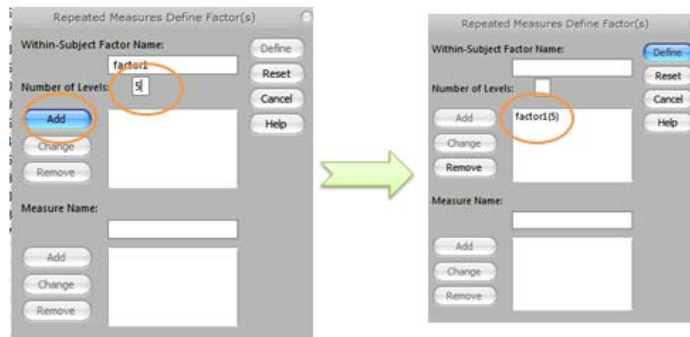 Repeated Measures Define Factor(s)
Within-Subject Factor Name:
factor1
Number of Levels: 5
Add
Change
Remove
Measure Name:
Add
Change
Remove
Define
Reset
Cancel
Help
Repeated Measures Define Factor(s)
Within-Subject Factor Name:
Number of Levels:
Add
Change
Remove
factor1(5)
Measure Name:
Add
Change
Remove
Define
Reset
Cancel
Help